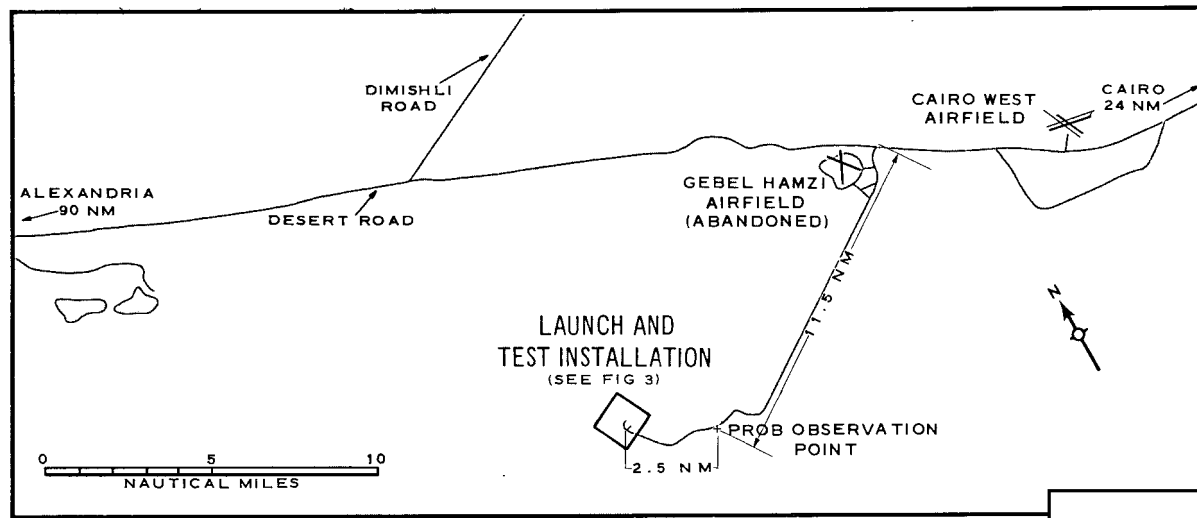 DIMISHLI
ROAD
CAIRO WEST
AIRFIELD
CAIRO
24 NM
ALEXANDRIA
90 NM
DESERT ROAD
GEBEL HAMZI
AIRFIELD
(ABANDONED)
11.5 NM
N
LAUNCH AND
TEST INSTALLATION
(SEE FIG 3)
PROB OBSERVATION
POINT
2.5 NM
0 5 10
NAUTICAL MILES